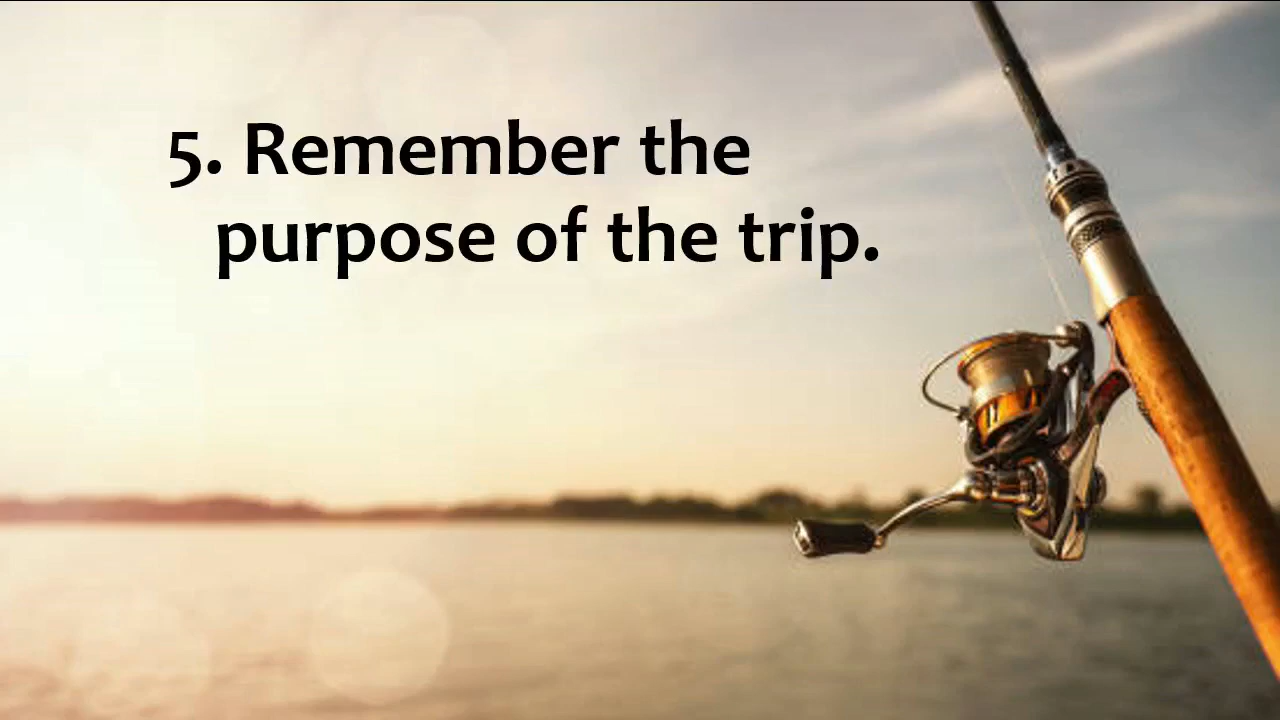 5. Remember the
purpose of the trip.